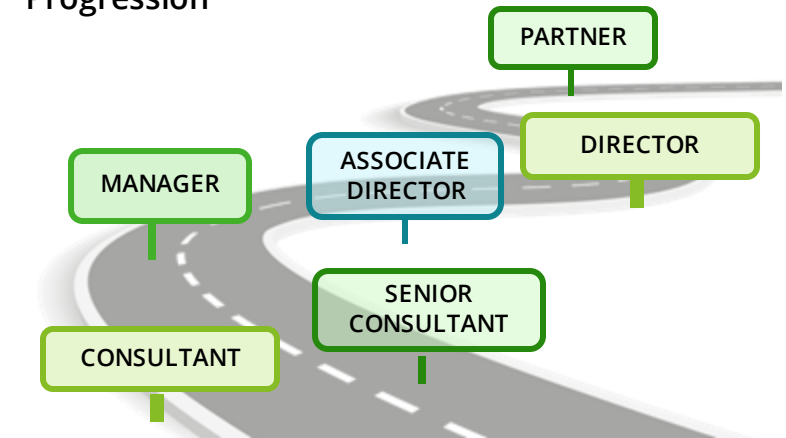 Progression
PARTNER
DIRECTOR
ASSOCIATE
DIRECTOR
MANAGER
SENIOR
CONSULTANT
CONSULTANT